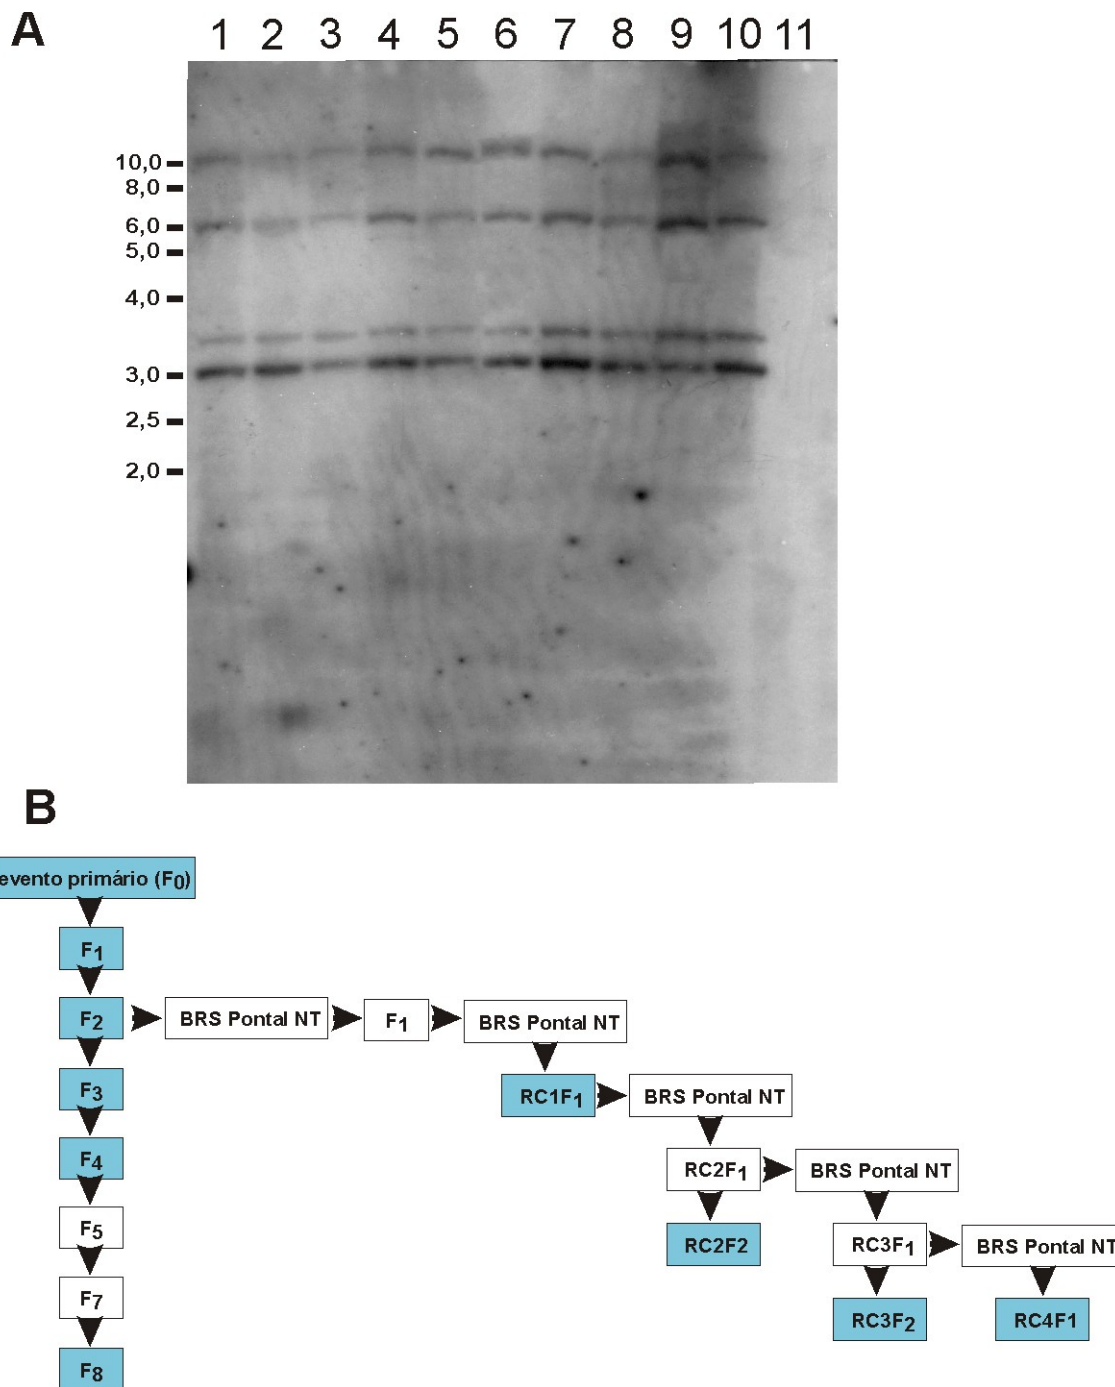 A
1 2 3 4 5 6 7 8 9 10 11
10,0
8,0
6,0
5,0
4,0
3,0
2,5
2,0
B
evento primário (F0)
F1
F2 BRS Pontal NT F1 BRS Pontal NT
F3 RC1F1 BRS Pontal NT
F4 RC2F1 BRS Pontal NT
F5 RC2F2 RC3F1 BRS Pontal NT
F7 RC3F2 RC4F1
F8